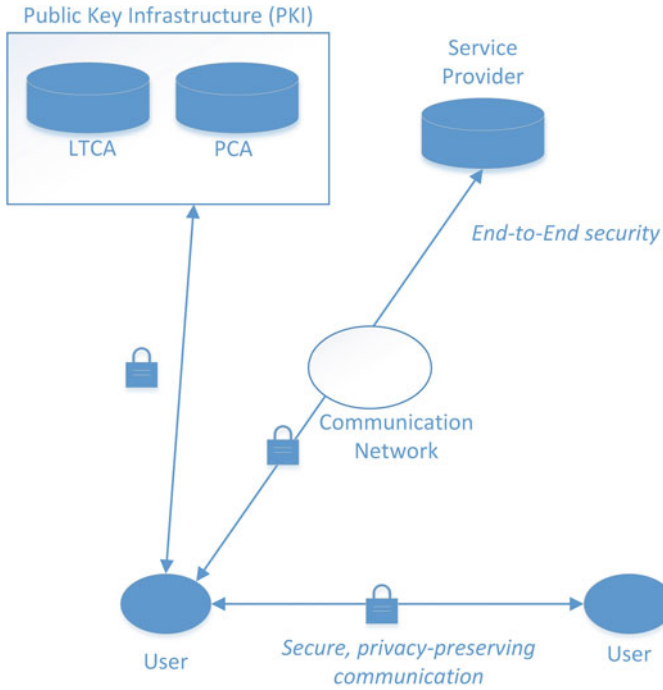 Public Key Infrastructure (PKI)
LTCA
PCA
Service
Provider
End-to-End security
Communication
Network
User
Secure, privacy-preserving
communication
User